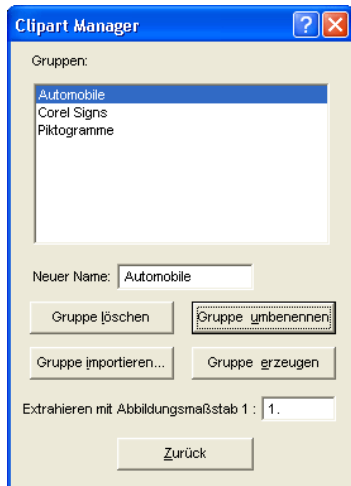 Clipart Manager
Gruppen:
Automobile
Corel Signs
Piktogramme
Neuer Name: Automobile
Gruppe löschen Gruppe umbenennen
Gruppe importieren... Gruppe erzeugen
Extrahieren mit Abbildungsmaßstab 1 : 1.
Zurück